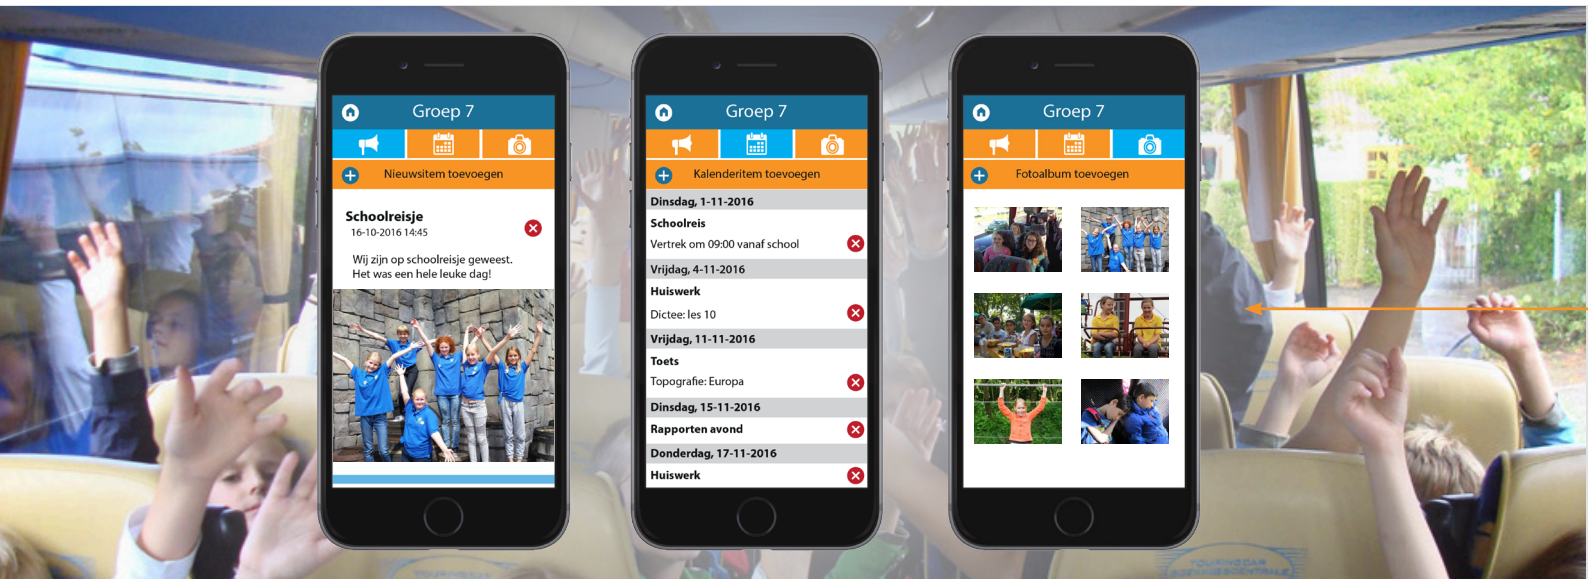 Groep 7
Nieuwsitem toevoegen
Schoolreisje
16-10-2016 14:45
Wij zijn op schoolreisje geweest.
Het was een hele leuke dag!
Groep 7
Kalenderitem toevoegen
Dinsdag, 1-11-2016
Schoolreis
Vertrek om 09:00 vanaf school
Vrijdag, 4-11-2016
Huiswerk
Dictee: les 10
Vrijdag, 11-11-2016
Toets
Topografie: Europa
Dinsdag, 15-11-2016
Rapporten avond
Donderdag, 17-11-2016
Huiswerk
Groep 7
Fotoalbum toevoegen
TOURINGCAR